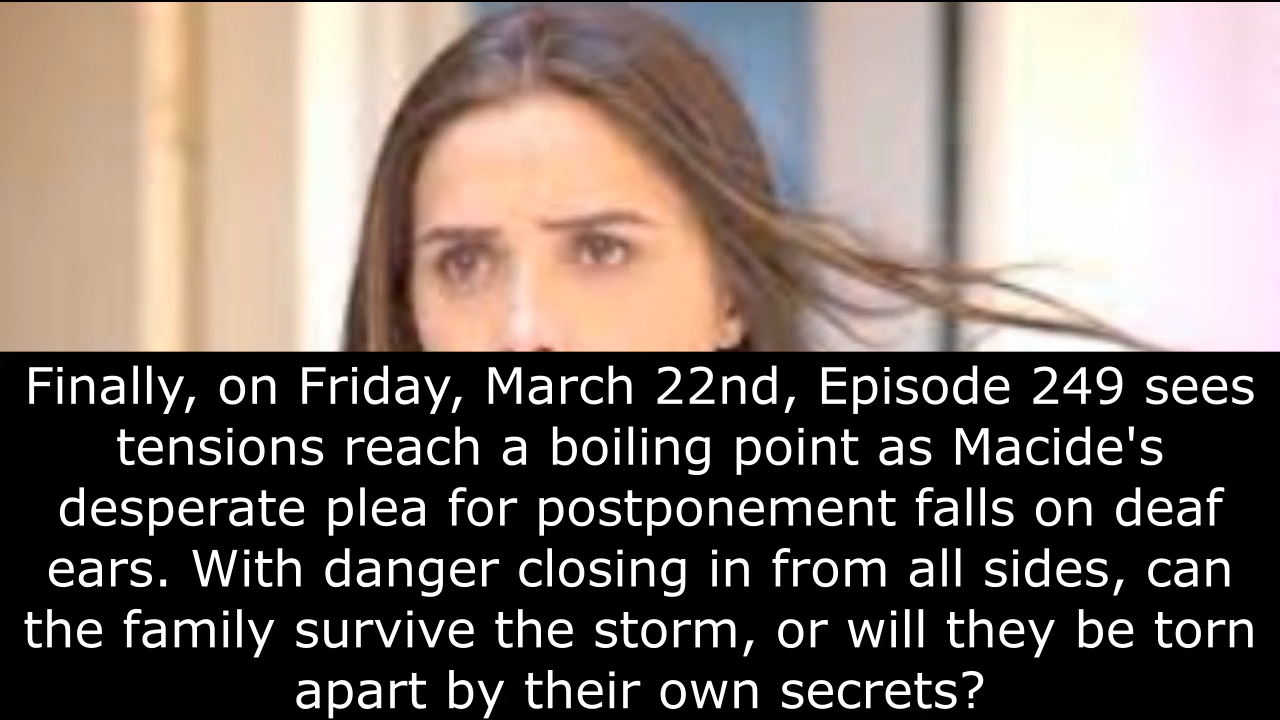 Finally, on Friday, March 22nd, Episode 249 sees
tensions reach a boiling point as Macide's
desperate plea for postponement falls on deaf
ears. With danger closing in from all sides, can
the family survive the storm, or will they be torn
apart by their own secrets?